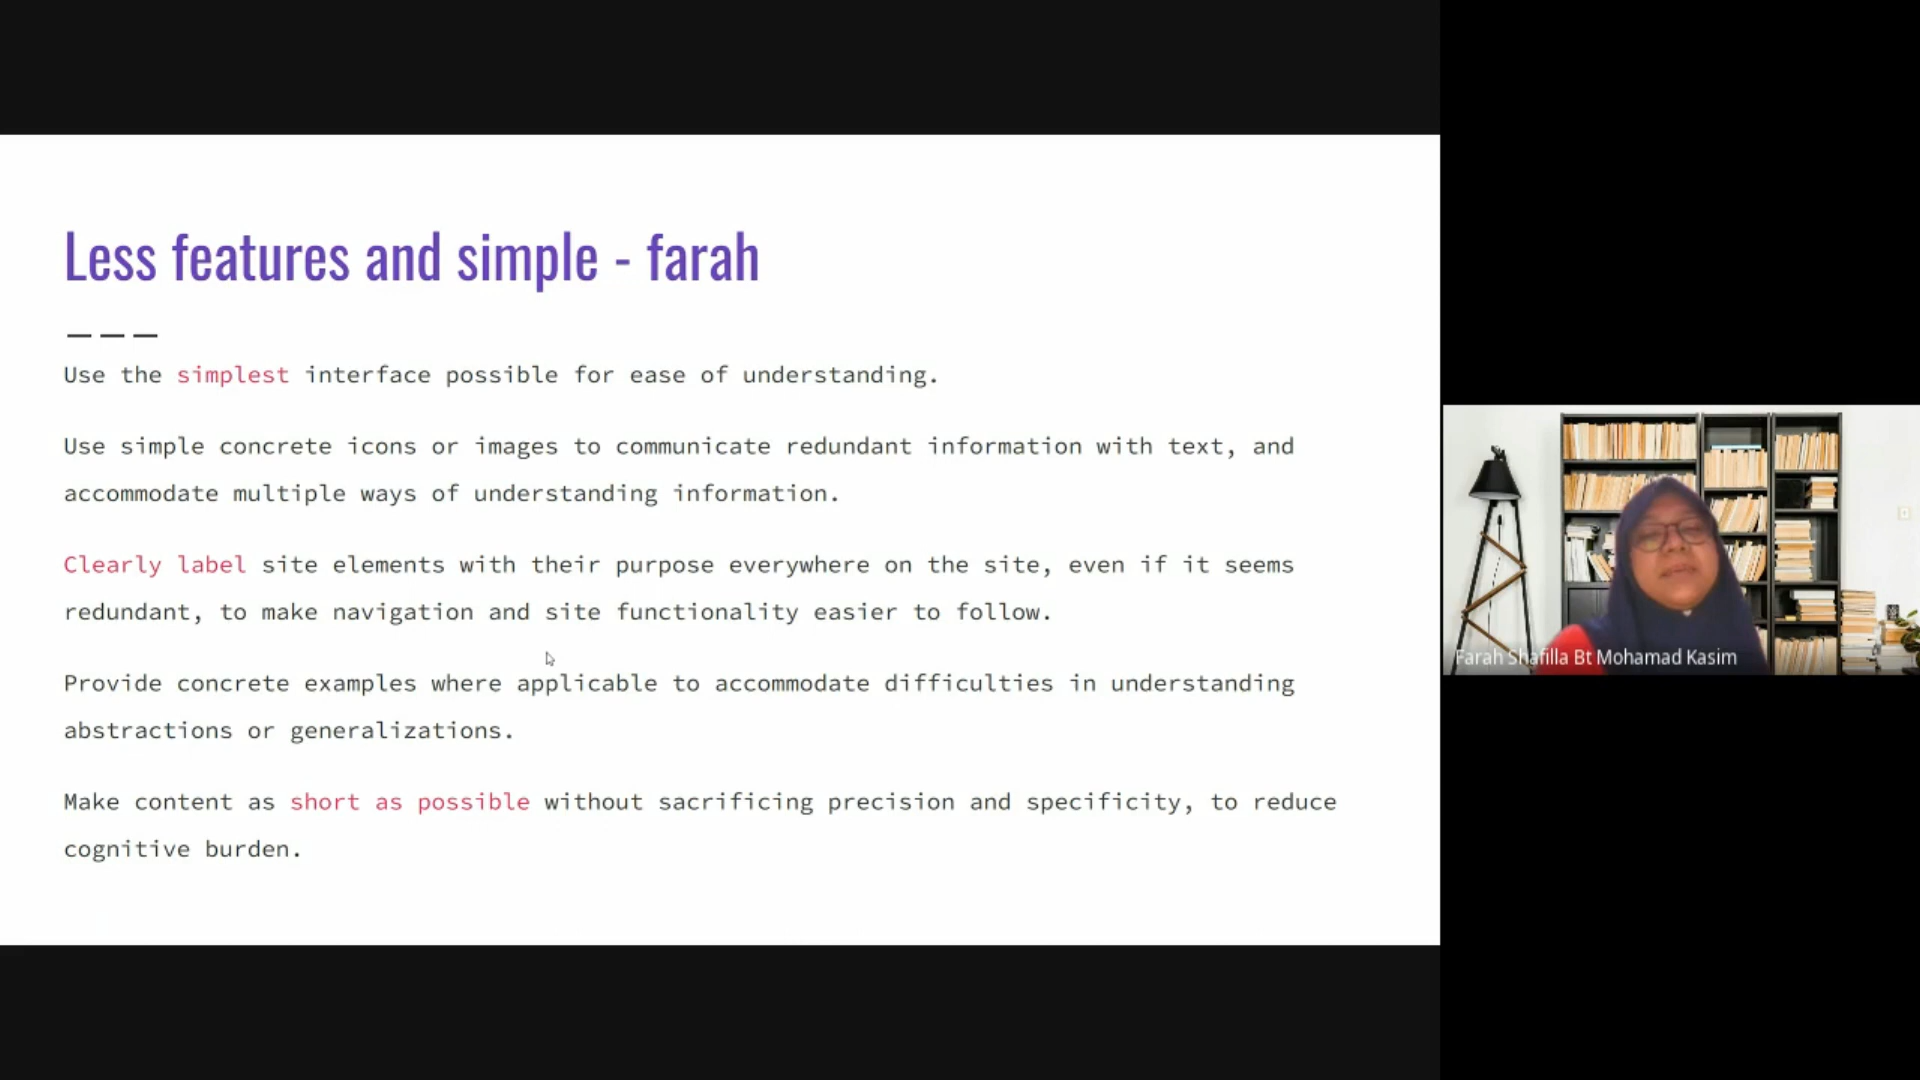 Less features and simple - farah
Use the simplest interface possible for ease of understanding.
Use simple concrete icons or images to communicate redundant information with text, and
accommodate multiple ways of understanding information.
Clearly label site elements with their purpose everywhere on the site, even if it seems
redundant, to make navigation and site functionality easier to follow.
Provide concrete examples where applicable to accommodate difficulties in understanding
abstractions or generalizations.
Make content as short as possible without sacrificing precision and specificity, to reduce
cognitive burden.
Farah Shafilla Bt Mohamad Kasim